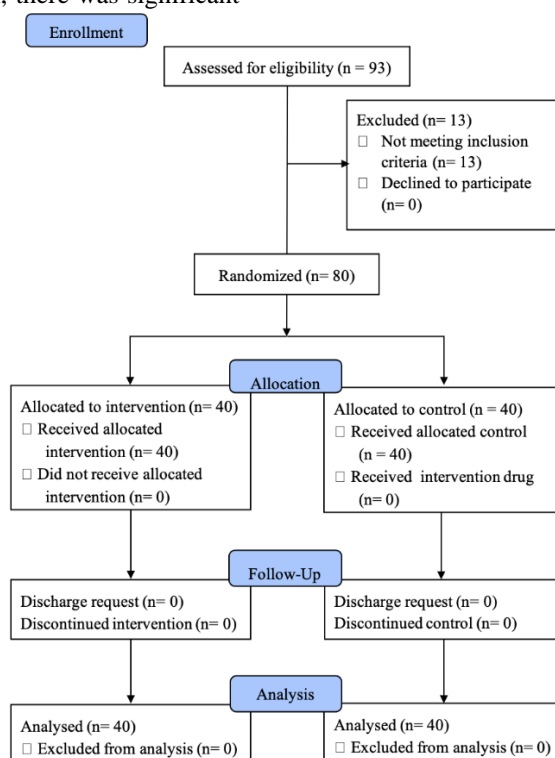 , there was significant
Enrollment
Assessed for eligibility (n = 93)
Excluded (n= 13)
☐ Not meeting inclusion
criteria (n= 13)
☐ Declined to participate
(n= 0)
Randomized (n= 80)
Allocation
Allocated to intervention (n= 40)
☐ Received allocated
intervention (n= 40)
☐ Did not receive allocated
intervention (n= 0)
Allocated to control (n = 40)
☐ Received allocated control
(n = 40)
☐ Received intervention drug
(n= 0)
Follow-Up
Discharge request (n= 0)
Discontinued intervention (n= 0)
Discharge request (n= 0)
Discontinued control (n= 0)
Analysis
Analysed (n= 40)
☐ Excluded from analysis (n= 0)
Analysed (n= 40)
☐ Excluded from analysis (n= 0)